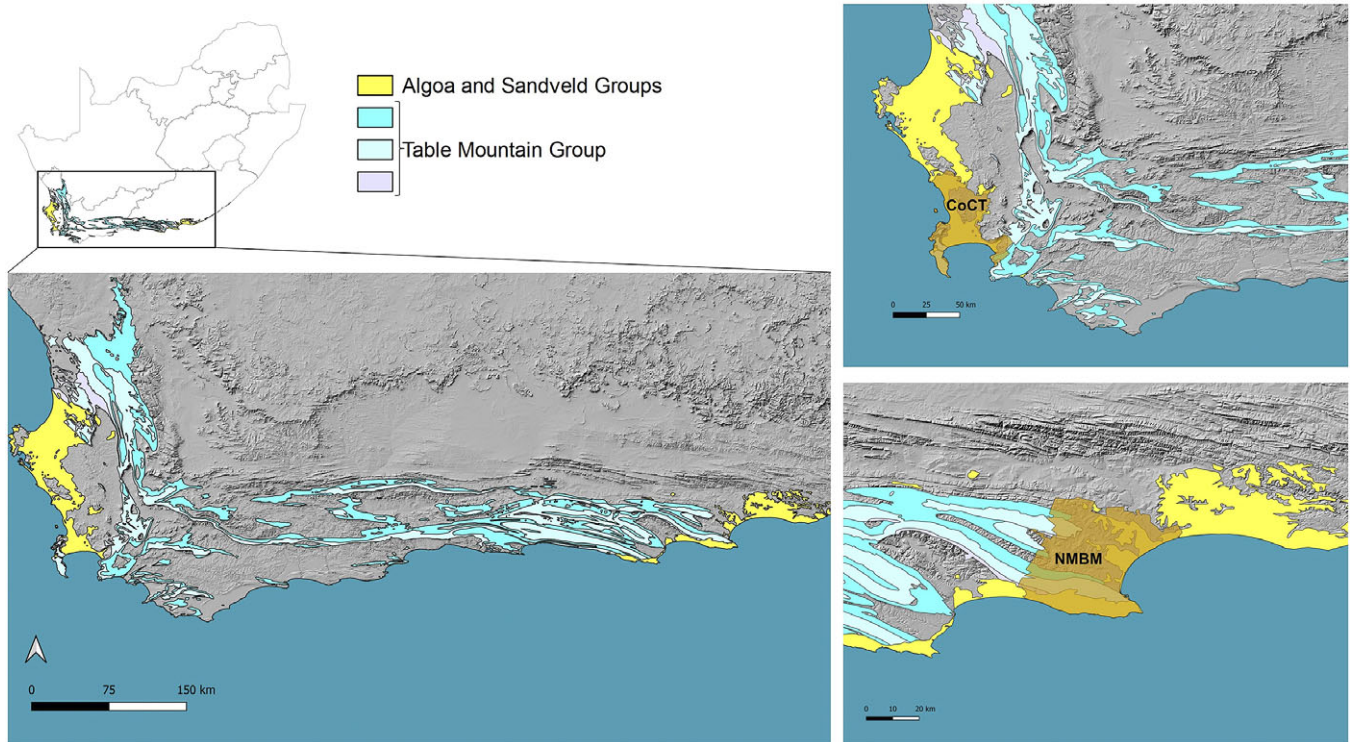 Algoa and Sandveld Groups
Table Mountain Group
CoCT
0 25 50 km
NMBM
0 10 20 km
0 75 150 km